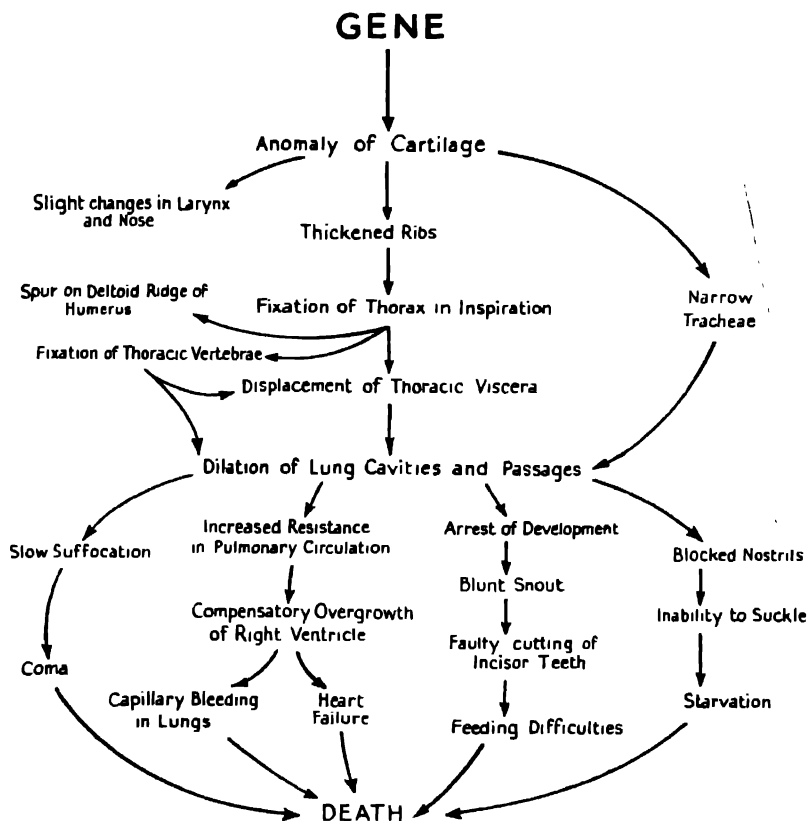 GENE
Anomaly of Cartilage
Slight changes in Larynx
and Nose
Thickened Ribs
Spur on Deltoid Ridge of
Humerus
Fixation of Thorax in Inspiration
Narrow
Tracheae
Fixation of Thoracic Vertebrae
Displacement of Thoracic Viscera
Dilation of Lung Cavities and Passages
Slow Suffocation
Increased Resistance
in Pulmonary Circulation
Arrest of Development
Blocked Nostrils
Blunt Snout
Compensatory Overgrowth
of Right Ventricle
Inability to Suckle
Faulty cutting of
Incisor Teeth
Coma
Capillary Bleeding
in Lungs
Heart
Failure
Feeding Difficulties
Starvation
DEATH